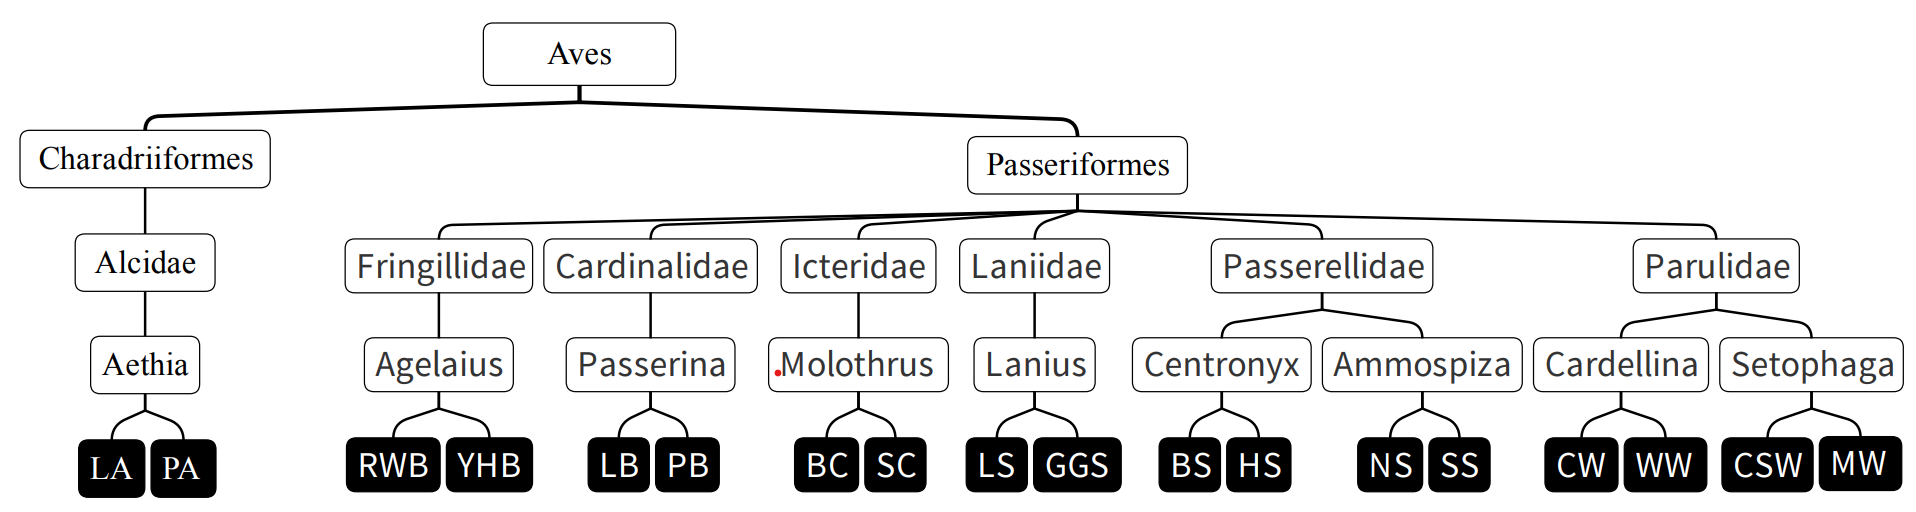 Aves
Charadriiformes
Passeriformes
Alcidae
Fringillidae
Cardinalidae
Icteridae
Laniidae
Passerellidae
Parulidae
Aethia
Agelaius
Passerina
Molothrus
Lanius
Centronyx
Ammospiza
Cardellina
Setophaga
LA
PA
RWB
YHB
LB
PB
BC
SC
LS
GGS
BS
HS
NS
SS
CW
WW
CSW
MW